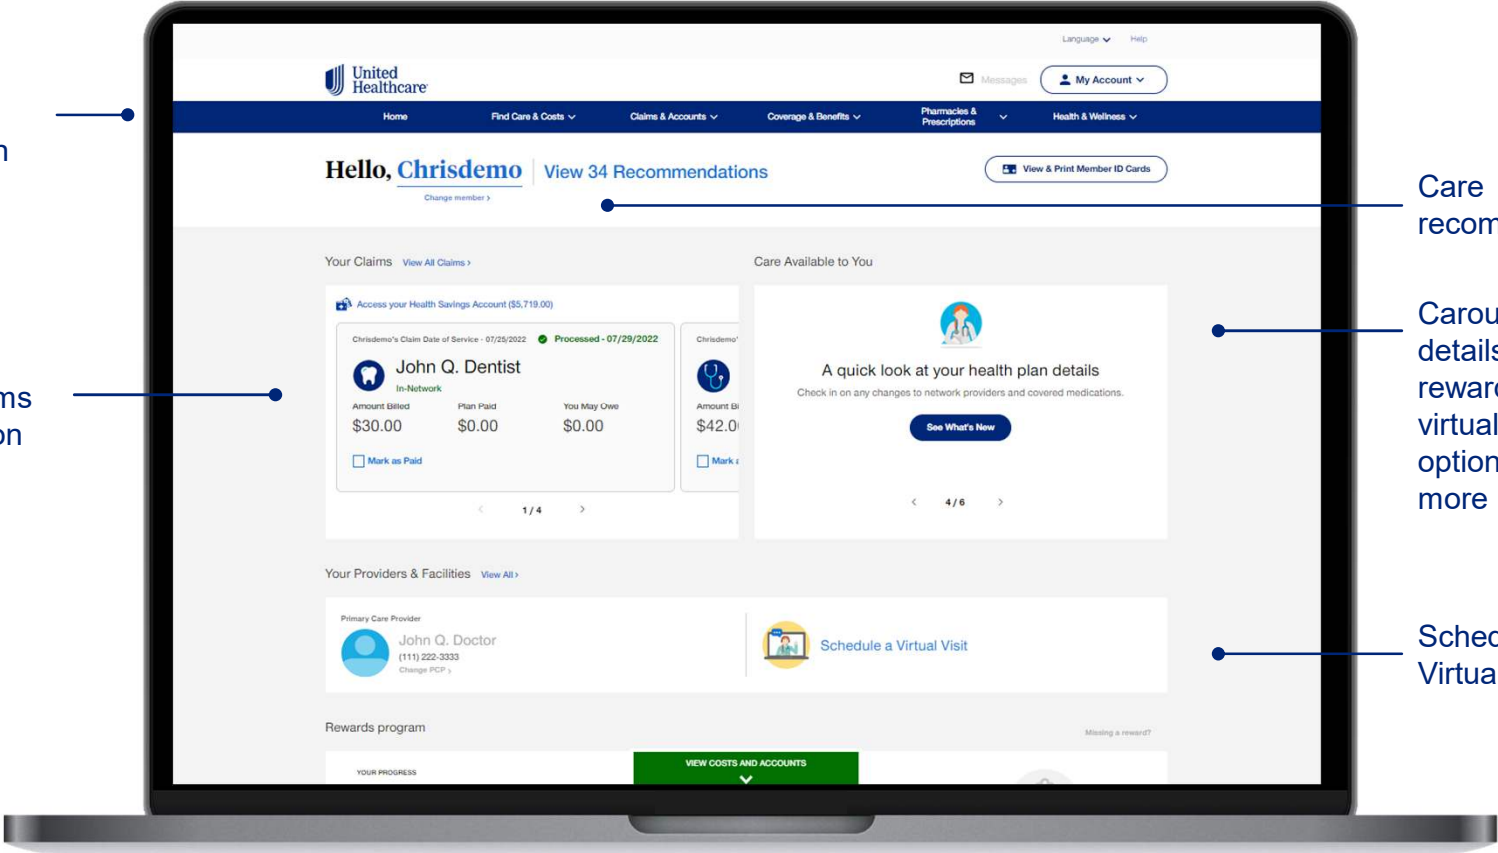 Language
Help
United
Healthcare
Messages
My Account
Home
Find Care & Costs
Claims & Accounts
Coverage & Benefits
Pharmacies &
Prescriptions
Health & Wellness
Hello, Chrisdemo
View 34 Recommendations
View & Print Member ID Cards
Change member >
Care
Your Claims View All Claims >
Care Available to You
Access your Health Savings Account ($5,719.00)
Chrisdemo's Claim Date of Service - 07/25/2022
Processed - 07/29/2022
John Q. Dentist
In-Network
Amount Billed
Plan Paid
You May Owe
$30.00
$0.00
$0.00
Mark as Paid
1 / 4
Chrisdemo'
Amount Bi
$42.0
Mark
A quick look at your health plan details
Check in on any changes to network providers and covered medications.
See What's New
4 / 6
details
virtual
option
more
Your Providers & Facilities View All >
Primary Care Provider
John Q. Doctor
(111) 222-3333
Change PCP >
Schedule a Virtual Visit
Virtua
Rewards program
Missing a reward?
YOUR PROGRESS
VIEW COSTS AND ACCOUNTS